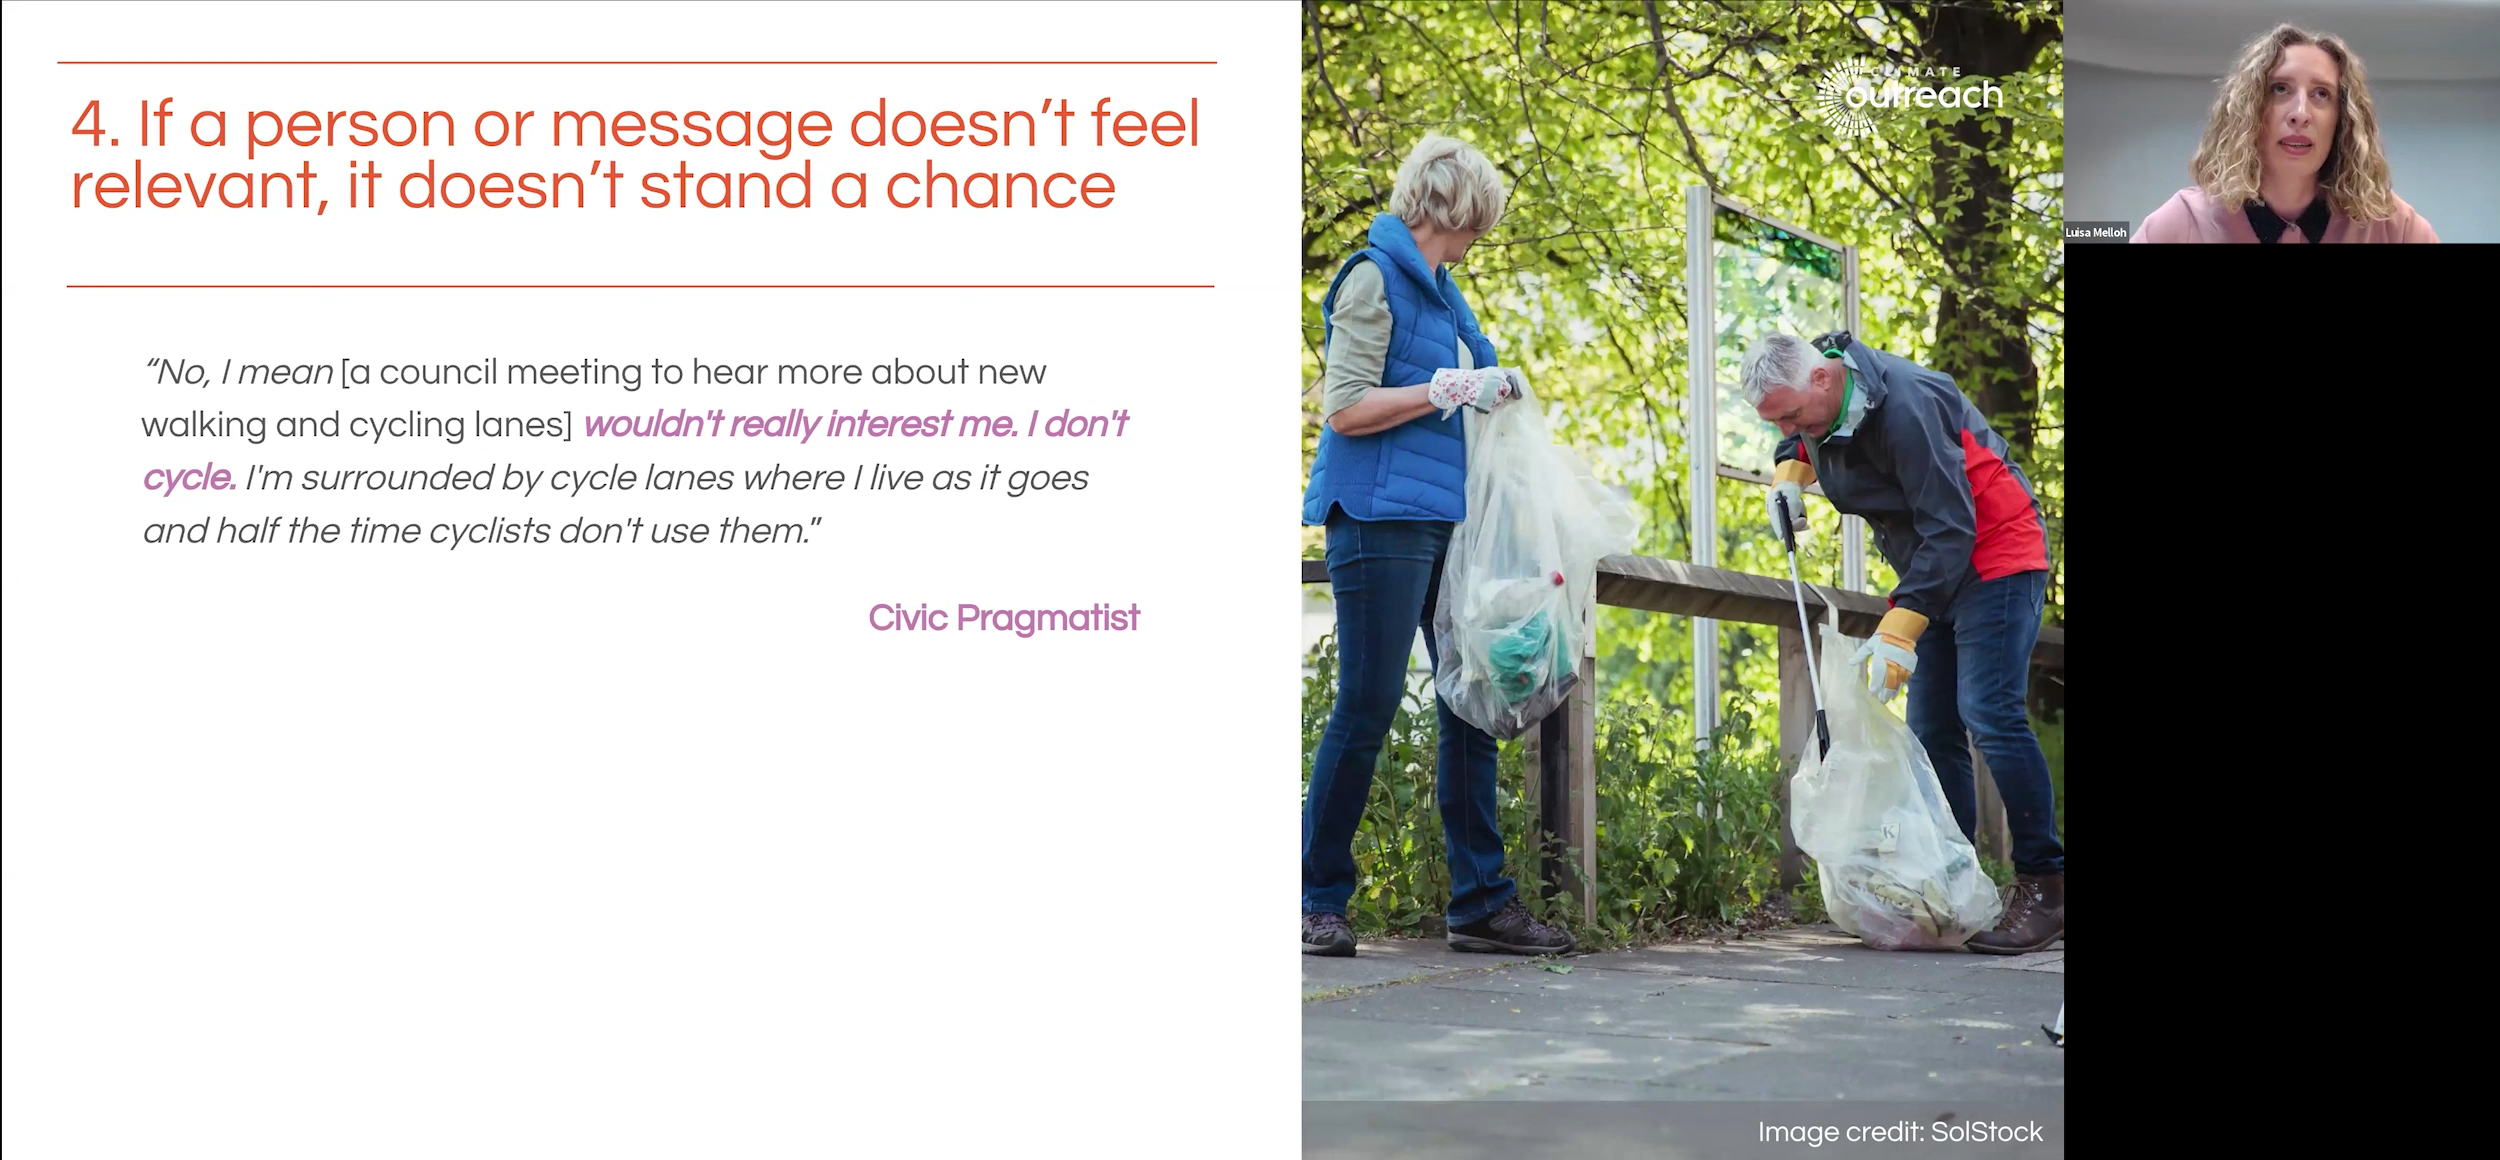 4. If a person or message doesn’t feel
relevant, it doesn’t stand a chance
“No, I mean [a council meeting to hear more about new
walking and cycling lanes] wouldn't really interest me. I don't
cycle. I'm surrounded by cycle lanes where I live as it goes
and half the time cyclists don't use them.”
Civic Pragmatist
CLIMATE
outreach
K
Image credit: SolStock
Luisa Melloh